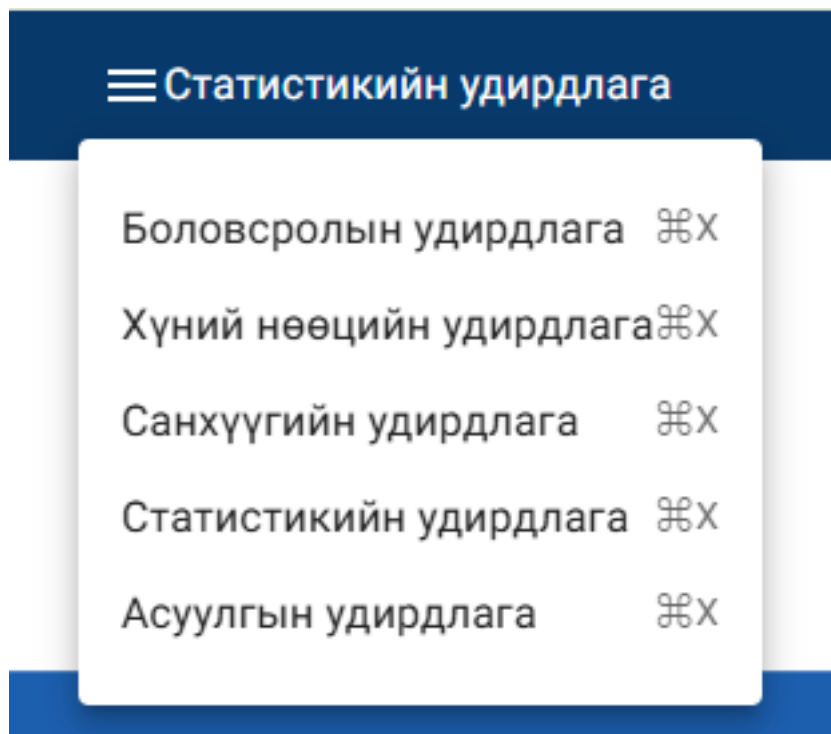 Статистикийн удирдлага
Боловсролын удирдлага ⌘X
Хүний нөөцийн удирдлага ⌘X
Санхүүгийн удирдлага ⌘X
Статистикийн удирдлага ⌘X
Асуулгын удирдлага ⌘X